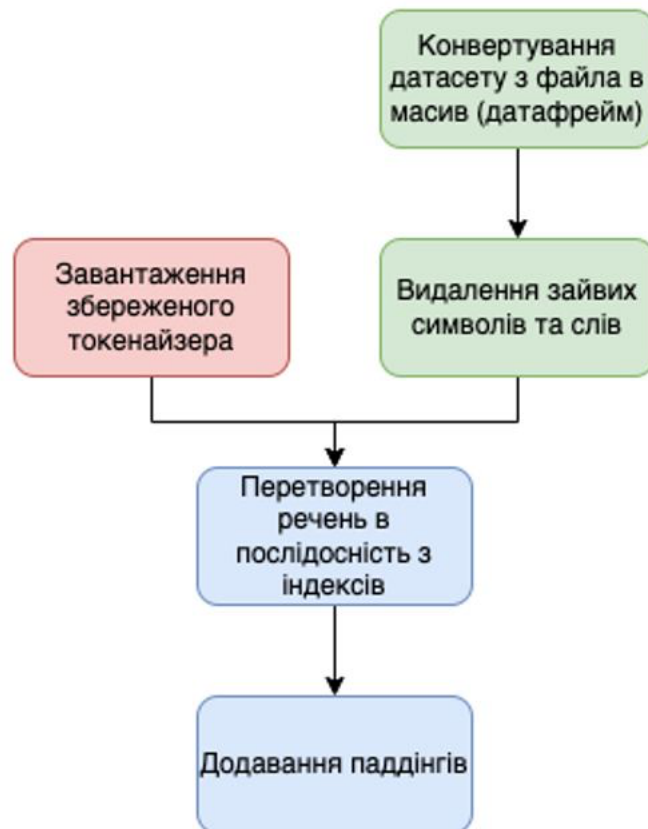 Конвертування
датасету з файла в
масив (датафрейм)
Завантаження
збереженого
токенайзера
Видалення зайвих
символів та слів
Перетворення
речень в
послідосність з
індексів
Додавання паддінгів